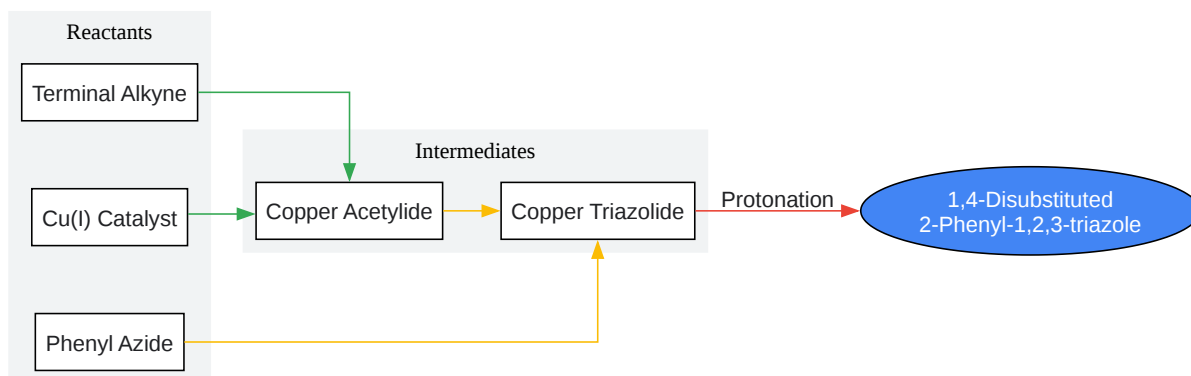 Reactants
Terminal Alkyne
Cu(I) Catalyst
Phenyl Azide
Intermediates
Copper Acetylide
Copper Triazolide
Protonation
1,4-Disubstituted
2-Phenyl-1,2,3-triazole